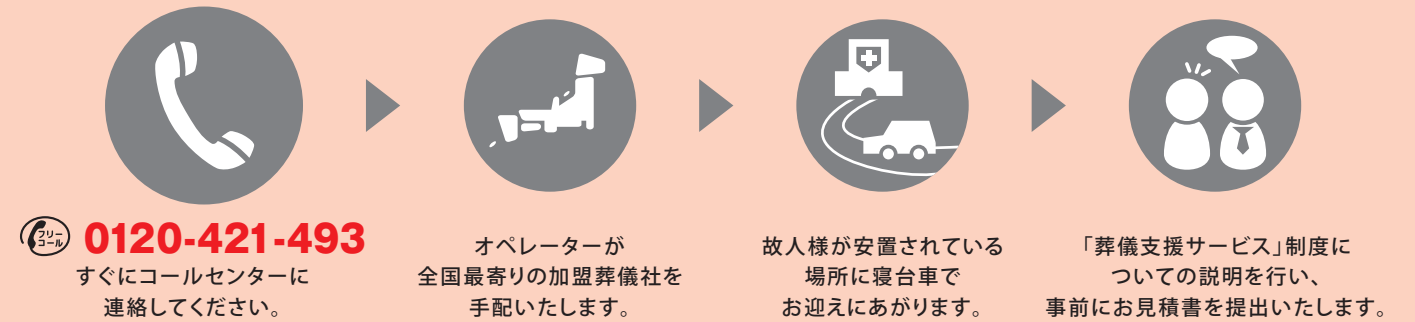 フリーコール 0120-421-493
すぐにコールセンターに
連絡してください。
オペレーターが
全国最寄りの加盟葬儀社を
手配いたします。
故人様が安置されている
場所に寝台車で
お迎えにあがります。
「葬儀支援サービス」制度に
ついての説明を行い、
事前にお見積書を提出いたします。